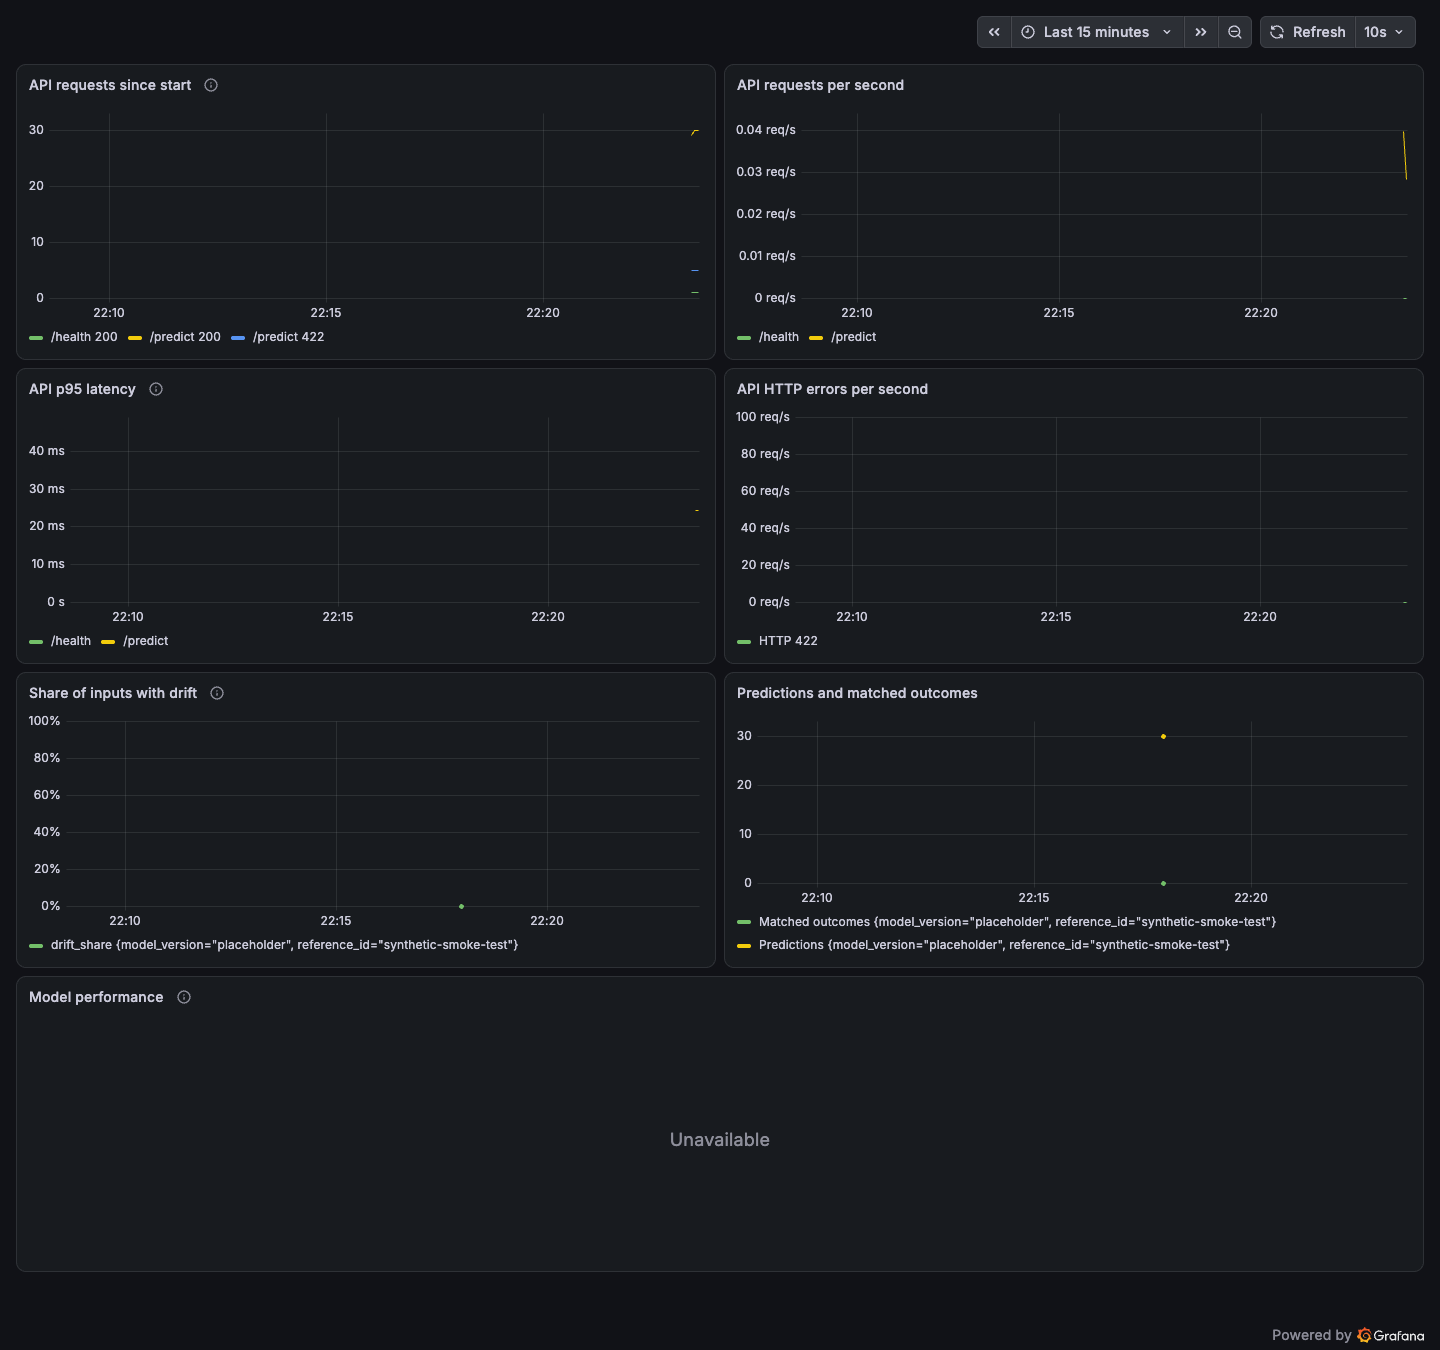 Last 15 minutes
Refresh
10s
API requests since start
30
20
10
0
22:10 22:15 22:20
/health 200 /predict 200 /predict 422
API requests per second
0.04 req/s
0.03 req/s
0.02 req/s
0.01 req/s
0 req/s
22:10 22:15 22:20
/health /predict
API p95 latency
40 ms
30 ms
20 ms
10 ms
0 s
22:10 22:15 22:20
/health /predict
API HTTP errors per second
100 req/s
80 req/s
60 req/s
40 req/s
20 req/s
0 req/s
22:10 22:15 22:20
HTTP 422
Share of inputs with drift
100%
80%
60%
40%
20%
0%
22:10 22:15 22:20
drift_share {model_version="placeholder", reference_id="synthetic-smoke-test"}
Predictions and matched outcomes
30
20
10
0
22:10 22:15 22:20
Matched outcomes {model_version="placeholder", reference_id="synthetic-smoke-test"}
Predictions {model_version="placeholder", reference_id="synthetic-smoke-test"}
Model performance
Unavailable
Powered by Grafana